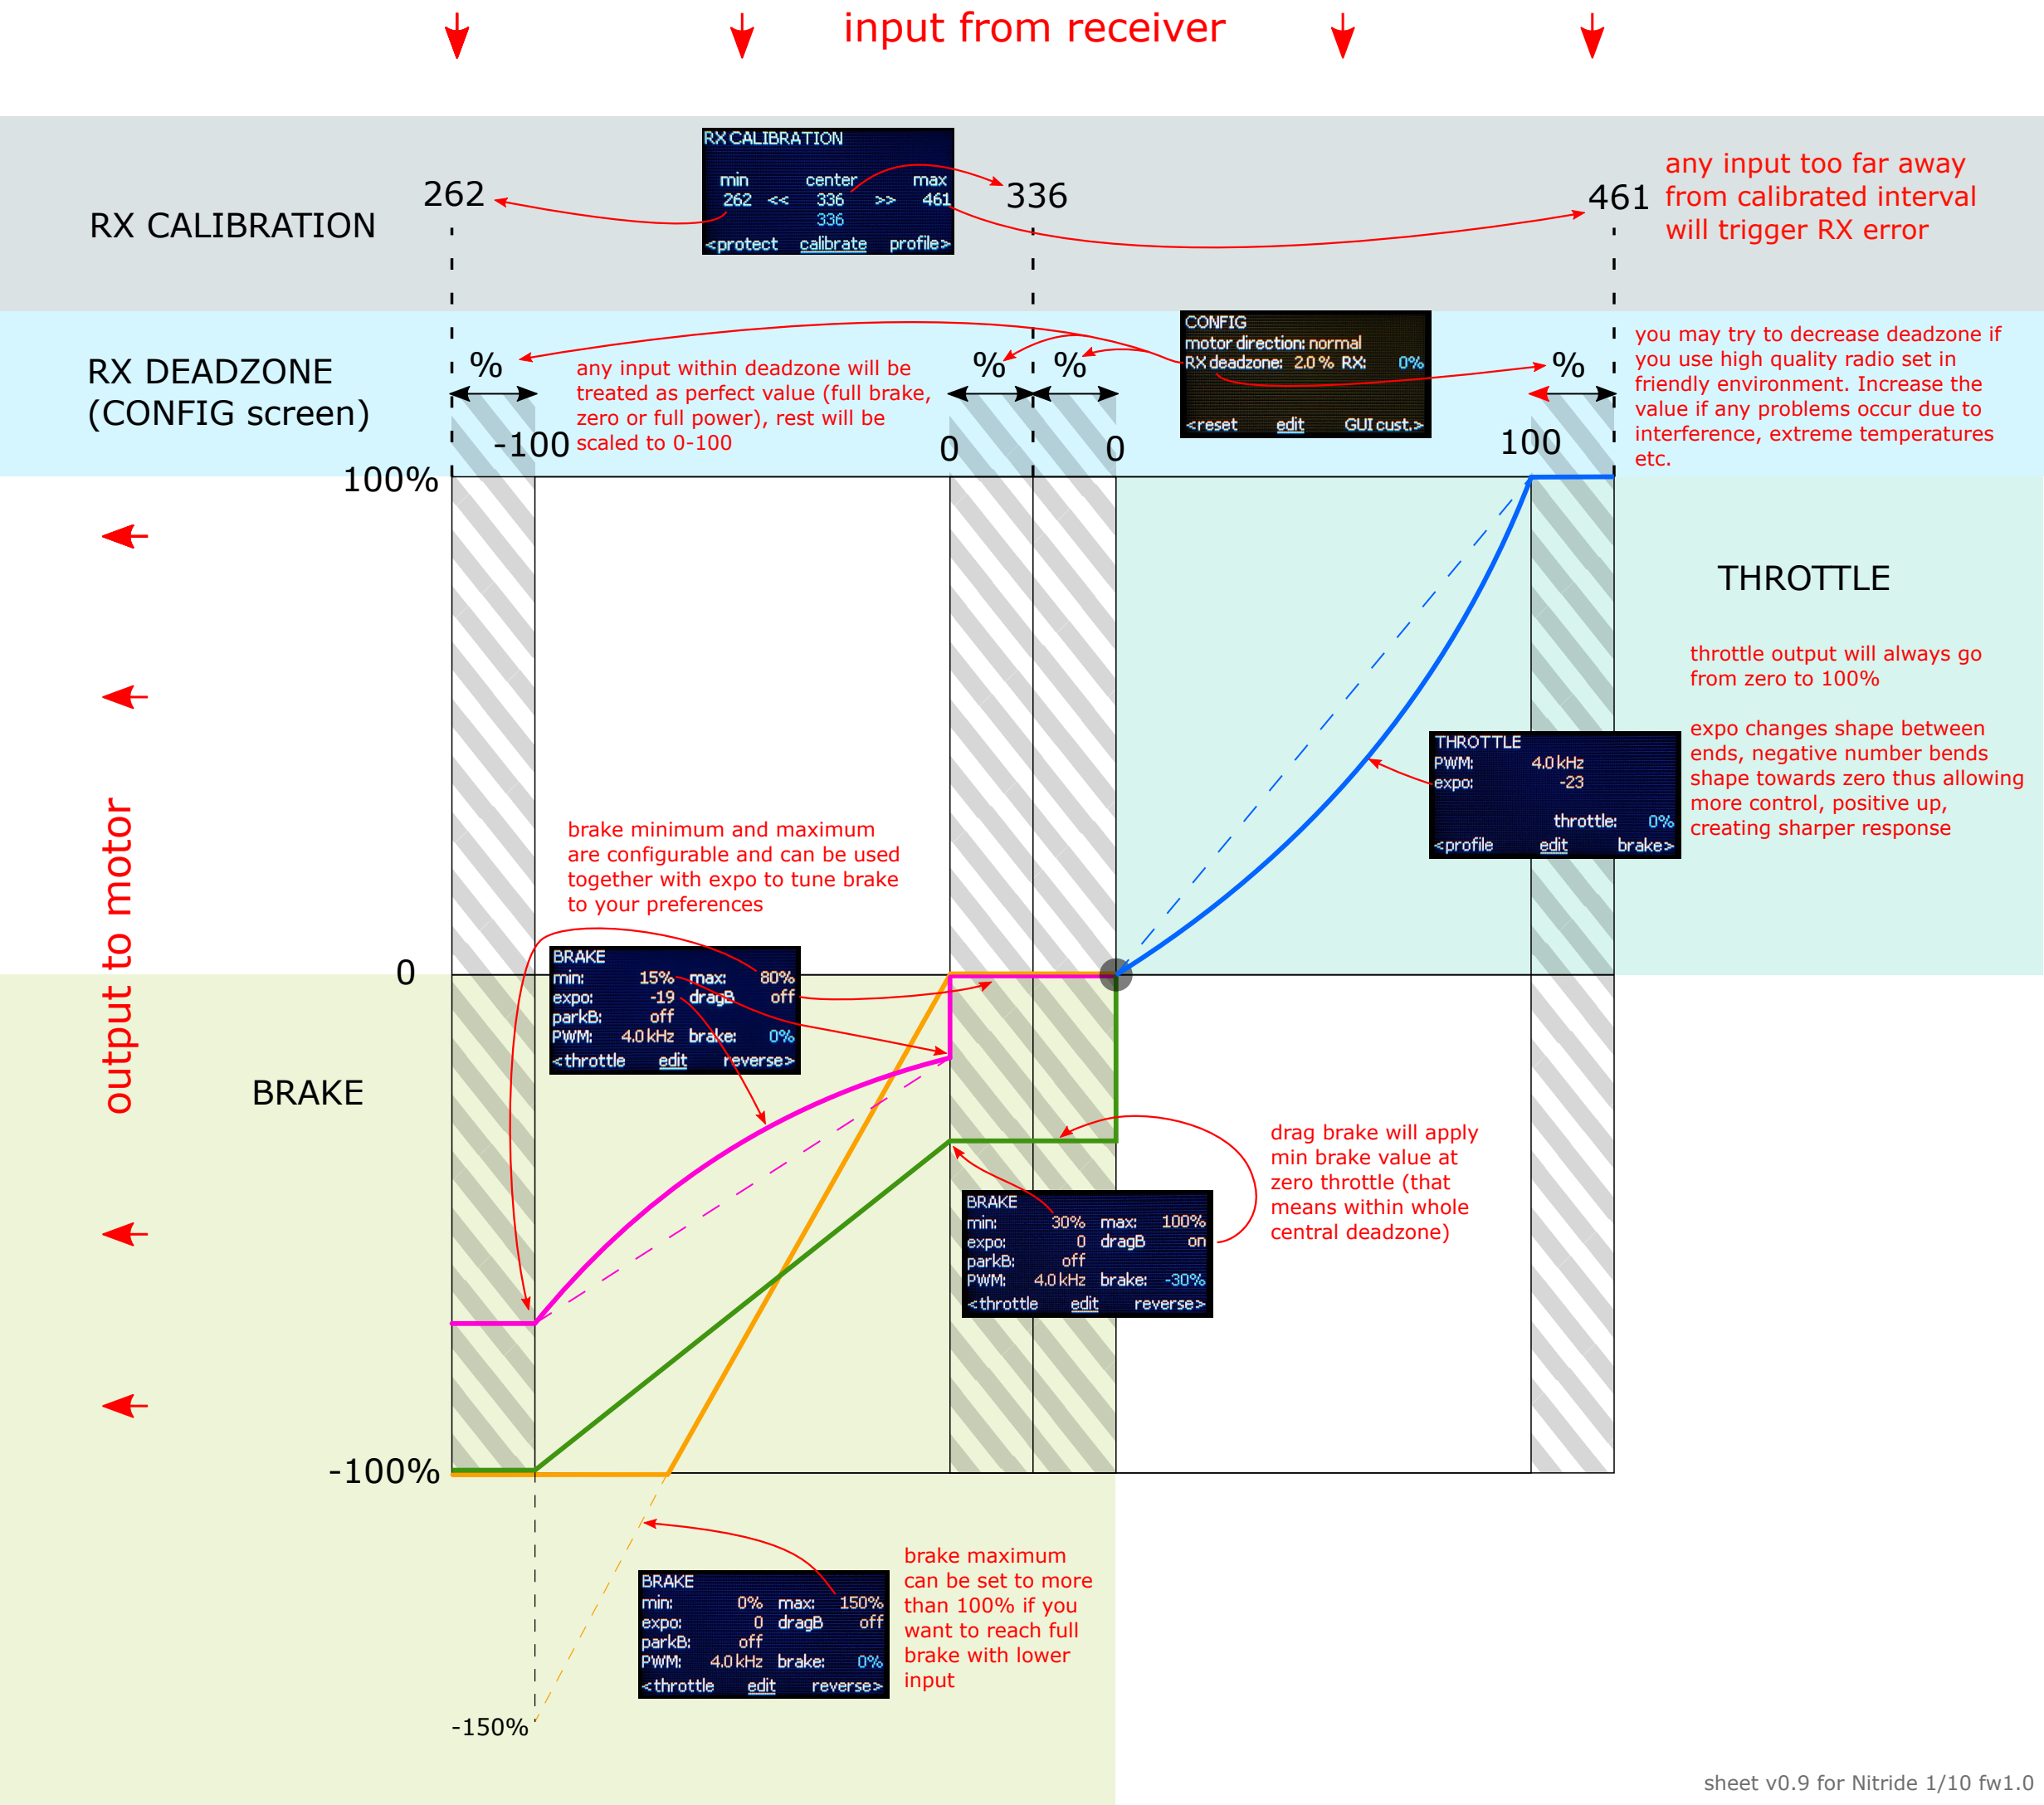 input from receiver
RX CALIBRATION
min center max
262 << 336 >> 461
336
<protect calibrate profile>
262
336
461
any input too far away
from calibrated interval
will trigger RX error
RX CALIBRATION
RX DEADZONE
(CONFIG screen)
%
any input within deadzone will be
treated as perfect value (full brake,
zero or full power), rest will be
scaled to 0-100
%
%
CONFIG
motor direction: normal
RX deadzone: 2.0 % RX: 0%
<reset edit GUI cust.>
%
you may try to decrease deadzone if
you use high quality radio set in
friendly environment. Increase the
value if any problems occur due to
interference, extreme temperatures
etc.
-100
0
0
100
100%
THROTTLE
throttle output will always go
from zero to 100%
expo changes shape between
ends, negative number bends
shape towards zero thus allowing
more control, positive up,
creating sharper response
THROTTLE
PWM: 4.0 kHz
expo: -23
throttle: 0%
<profile edit brake>
output to motor
brake minimum and maximum
are configurable and can be used
together with expo to tune brake
to your preferences
0
BRAKE
min: 15% max: 80%
expo: -19 dragB off
parkB: off
PWM: 4.0 kHz brake: 0%
<throttle edit reverse>
BRAKE
drag brake will apply
min brake value at
zero throttle (that
means within whole
central deadzone)
BRAKE
min: 30% max: 100%
expo: 0 dragB on
parkB: off
PWM: 4.0 kHz brake: -30%
<throttle edit reverse>
-100%
brake maximum
can be set to more
than 100% if you
want to reach full
brake with lower
input
BRAKE
min: 0% max: 150%
expo: 0 dragB off
parkB: off
PWM: 4.0 kHz brake: 0%
<throttle edit reverse>
-150%
sheet v0.9 for Nitride 1/10 fw1.0